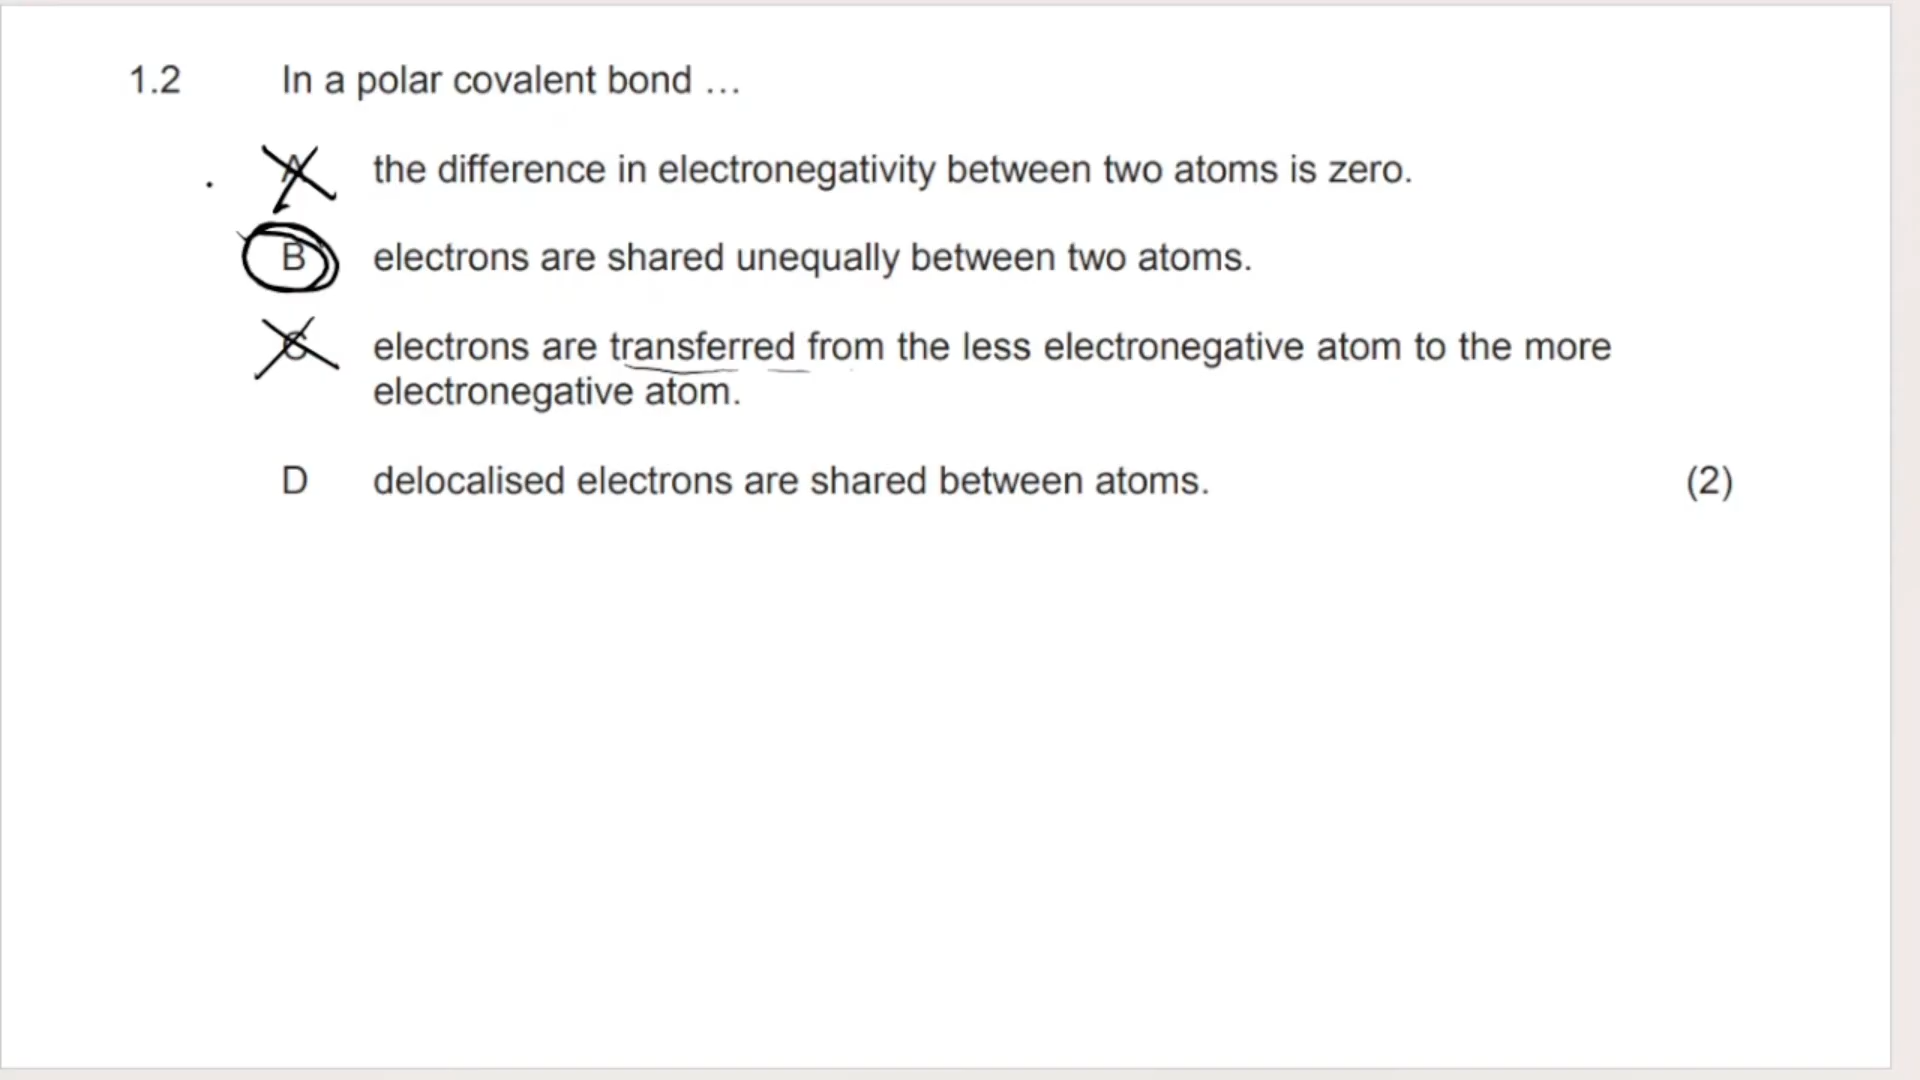 1.2 In a polar covalent bond …
A the difference in electronegativity between two atoms is zero.
B electrons are shared unequally between two atoms.
C electrons are transferred from the less electronegative atom to the more
electronegative atom.
D delocalised electrons are shared between atoms. (2)